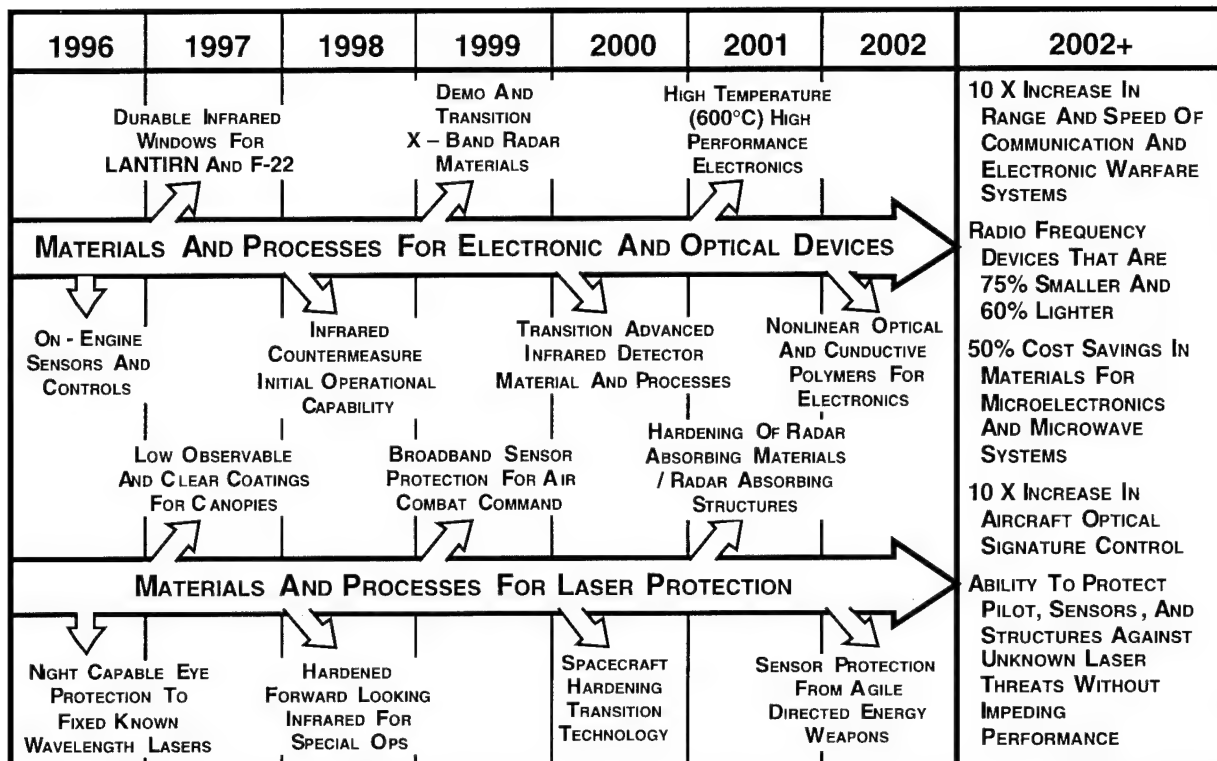 1996 1997 1998 1999 2000 2001 2002 2002+
DURABLE INFRARED
WINDOWS FOR
LANTIRN AND F-22
DEMO AND
TRANSITION
X – BAND RADAR
MATERIALS
HIGH TEMPERATURE
(600°C) HIGH
PERFORMANCE
ELECTRONICS
MATERIALS AND PROCESSES FOR ELECTRONIC AND OPTICAL DEVICES
ON - ENGINE
SENSORS AND
CONTROLS
INFRARED
COUNTERMEASURE
INITIAL OPERATIONAL
CAPABILITY
TRANSITION ADVANCED
INFRARED DETECTOR
MATERIAL AND PROCESSES
NONLINEAR OPTICAL
AND CUNDUCTIVE
POLYMERS FOR
ELECTRONICS
LOW OBSERVABLE
AND CLEAR COATINGS
FOR CANOPIES
BROADBAND SENSOR
PROTECTION FOR AIR
COMBAT COMMAND
HARDENING OF RADAR
ABSORBING MATERIALS
/ RADAR ABSORBING
STRUCTURES
MATERIALS AND PROCESSES FOR LASER PROTECTION
NIGHT CAPABLE EYE
PROTECTION TO
FIXED KNOWN
WAVELENGTH LASERS
HARDENED
FORWARD LOOKING
INFRARED FOR
SPECIAL OPS
SPACECRAFT
HARDENING
TRANSITION
TECHNOLOGY
SENSOR PROTECTION
FROM AGILE
DIRECTED ENERGY
WEAPONS
10 X INCREASE IN
RANGE AND SPEED OF
COMMUNICATION AND
ELECTRONIC WARFARE
SYSTEMS
RADIO FREQUENCY
DEVICES THAT ARE
75% SMALLER AND
60% LIGHTER
50% COST SAVINGS IN
MATERIALS FOR
MICROELECTRONICS
AND MICROWAVE
SYSTEMS
10 X INCREASE IN
AIRCRAFT OPTICAL
SIGNATURE CONTROL
ABILITY TO PROTECT
PILOT, SENSORS, AND
STRUCTURES AGAINST
UNKNOWN LASER
THREATS WITHOUT
IMPEDING
PERFORMANCE